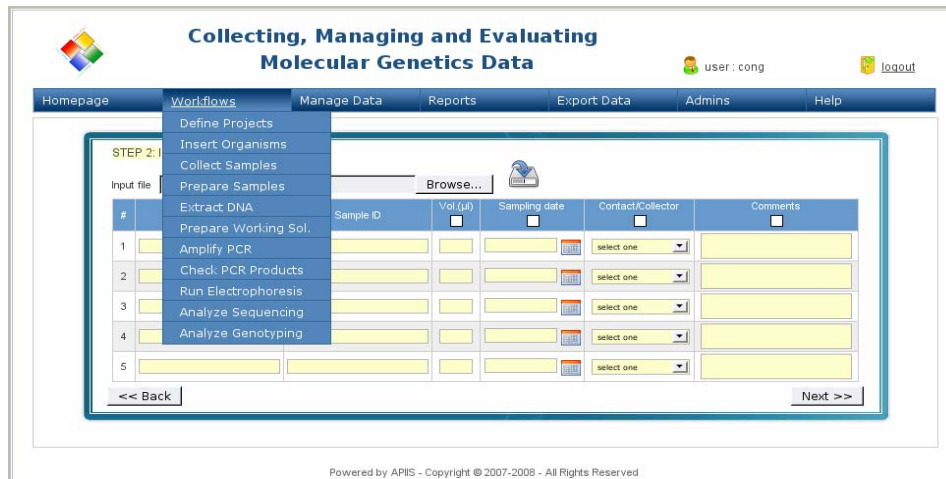 Collecting, Managing and Evaluating
Molecular Genetics Data
user : cong
logout
Homepage Workflows Manage Data Reports Export Data Admins Help
Define Projects
Insert Organisms
Collect Samples
Prepare Samples
Extract DNA
Prepare Working Sol.
Amplify PCR
Check PCR Products
Run Electrophoresis
Analyze Sequencing
Analyze Genotyping
STEP 2:
Input file Browse...
# Sample ID Vol.(µl) Sampling date Contact/Collector Comments
1 select one
2 select one
3 select one
4 select one
5 select one
<< Back Next >>
Powered by APIIS - Copyright © 2007-2008 - All Rights Reserved